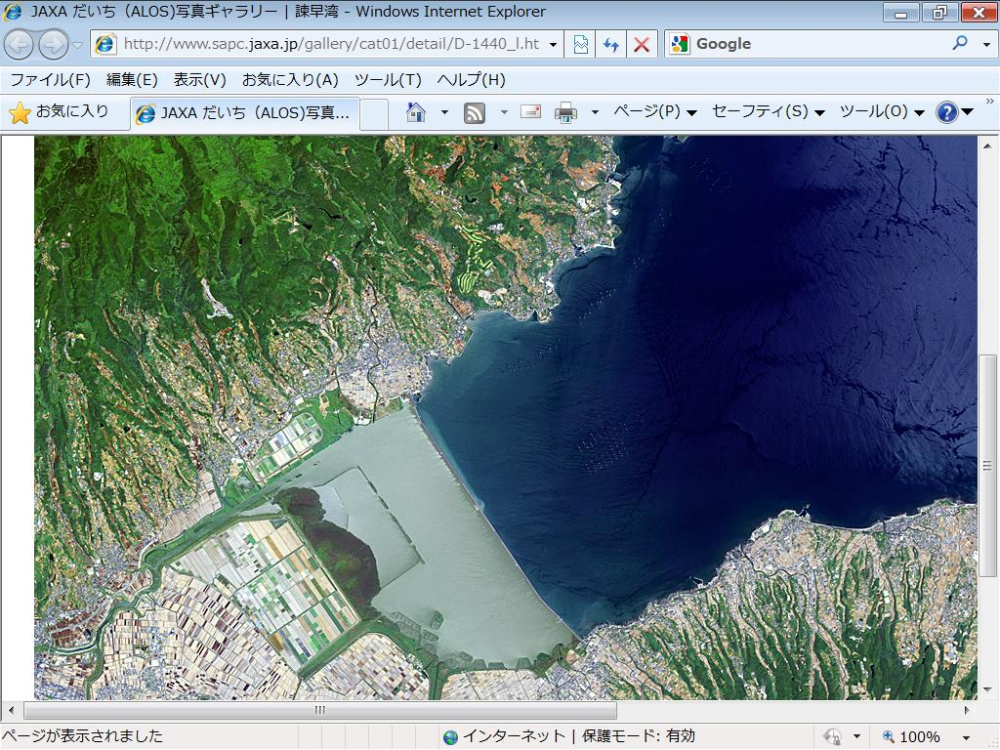 JAXA だいち（ALOS)写真ギャラリー | 諫早湾 - Windows Internet Explorer
http://www.sapc.jaxa.jp/gallery/cat01/detail/D-1440_l.ht
Google
ファイル(F) 編集(E) 表示(V) お気に入り(A) ツール(T) ヘルプ(H)
お気に入り JAXA だいち（ALOS)写真... ページ(P) セーフティ(S) ツール(O)
ページが表示されました インターネット | 保護モード: 有効 100%